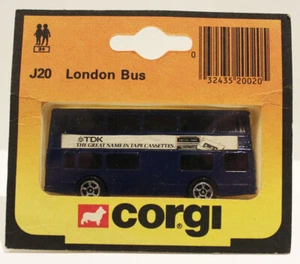 J20 London Bus
0
32435 20020
TDK
THE GREAT NAME IN TAPE CASSETTES
CORGI